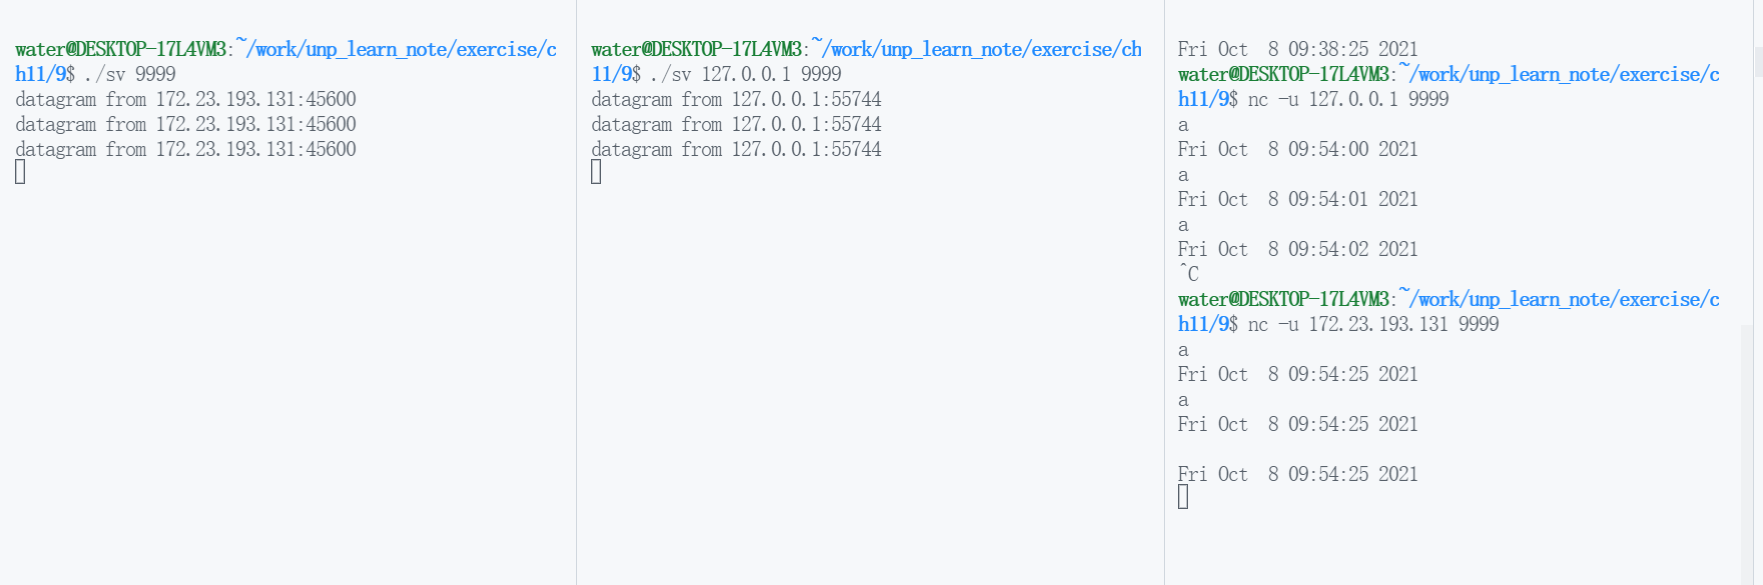 water@DESKTOP-17L4VM3:~/work/unp_learn_note/exercise/c
h11/9$ ./sv 9999
datagram from 172.23.193.131:45600
datagram from 172.23.193.131:45600
datagram from 172.23.193.131:45600
water@DESKTOP-17L4VM3:~/work/unp_learn_note/exercise/ch
11/9$ ./sv 127.0.0.1 9999
datagram from 127.0.0.1:55744
datagram from 127.0.0.1:55744
datagram from 127.0.0.1:55744
Fri Oct  8 09:38:25 2021
water@DESKTOP-17L4VM3:~/work/unp_learn_note/exercise/c
h11/9$ nc -u 127.0.0.1 9999
a
Fri Oct  8 09:54:00 2021
a
Fri Oct  8 09:54:01 2021
a
Fri Oct  8 09:54:02 2021
^C
water@DESKTOP-17L4VM3:~/work/unp_learn_note/exercise/c
h11/9$ nc -u 172.23.193.131 9999
a
Fri Oct  8 09:54:25 2021
a
Fri Oct  8 09:54:25 2021
Fri Oct  8 09:54:25 2021